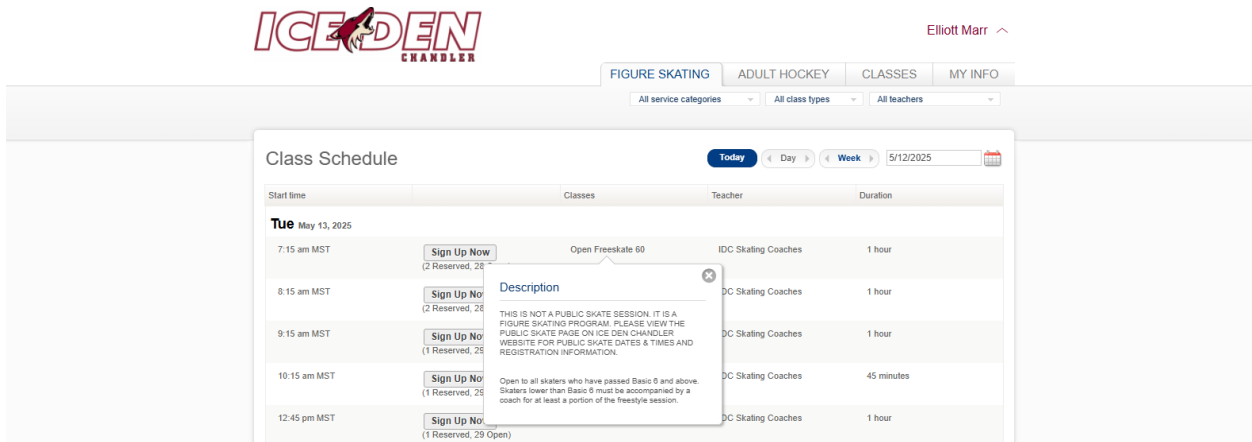 ICE DEN
CHANDLER
Elliott Marr
FIGURE SKATING ADULT HOCKEY CLASSES MY INFO
All service categories All class types All teachers
Class Schedule
Today Day Week 5/12/2025
Start time Classes Teacher Duration
Tue May 13, 2025
7:15 am MST Sign Up Now Open Freeskate 60 IDC Skating Coaches 1 hour
(2 Reserved, 28
8:15 am MST Sign Up DC Skating Coaches 1 hour
(2 Reserved, 28
9:15 am MST Sign Up DC Skating Coaches 1 hour
(1 Reserved, 29
10:15 am MST Sign Up DC Skating Coaches 45 minutes
(1 Reserved, 29
12:45 pm MST Sign Up DC Skating Coaches 1 hour
(1 Reserved, 29 Open)
Description
THIS IS NOT A PUBLIC SKATE SESSION. IT IS A
FIGURE SKATING PROGRAM. PLEASE VIEW THE
PUBLIC SKATE PAGE ON ICE DEN CHANDLER
WEBSITE FOR PUBLIC SKATE DATES & TIMES AND
REGISTRATION INFORMATION.
Open to all skaters who have passed Basic 6 and above.
Skaters lower than Basic 6 must be accompanied by a
coach for at least a portion of the freestyle session.